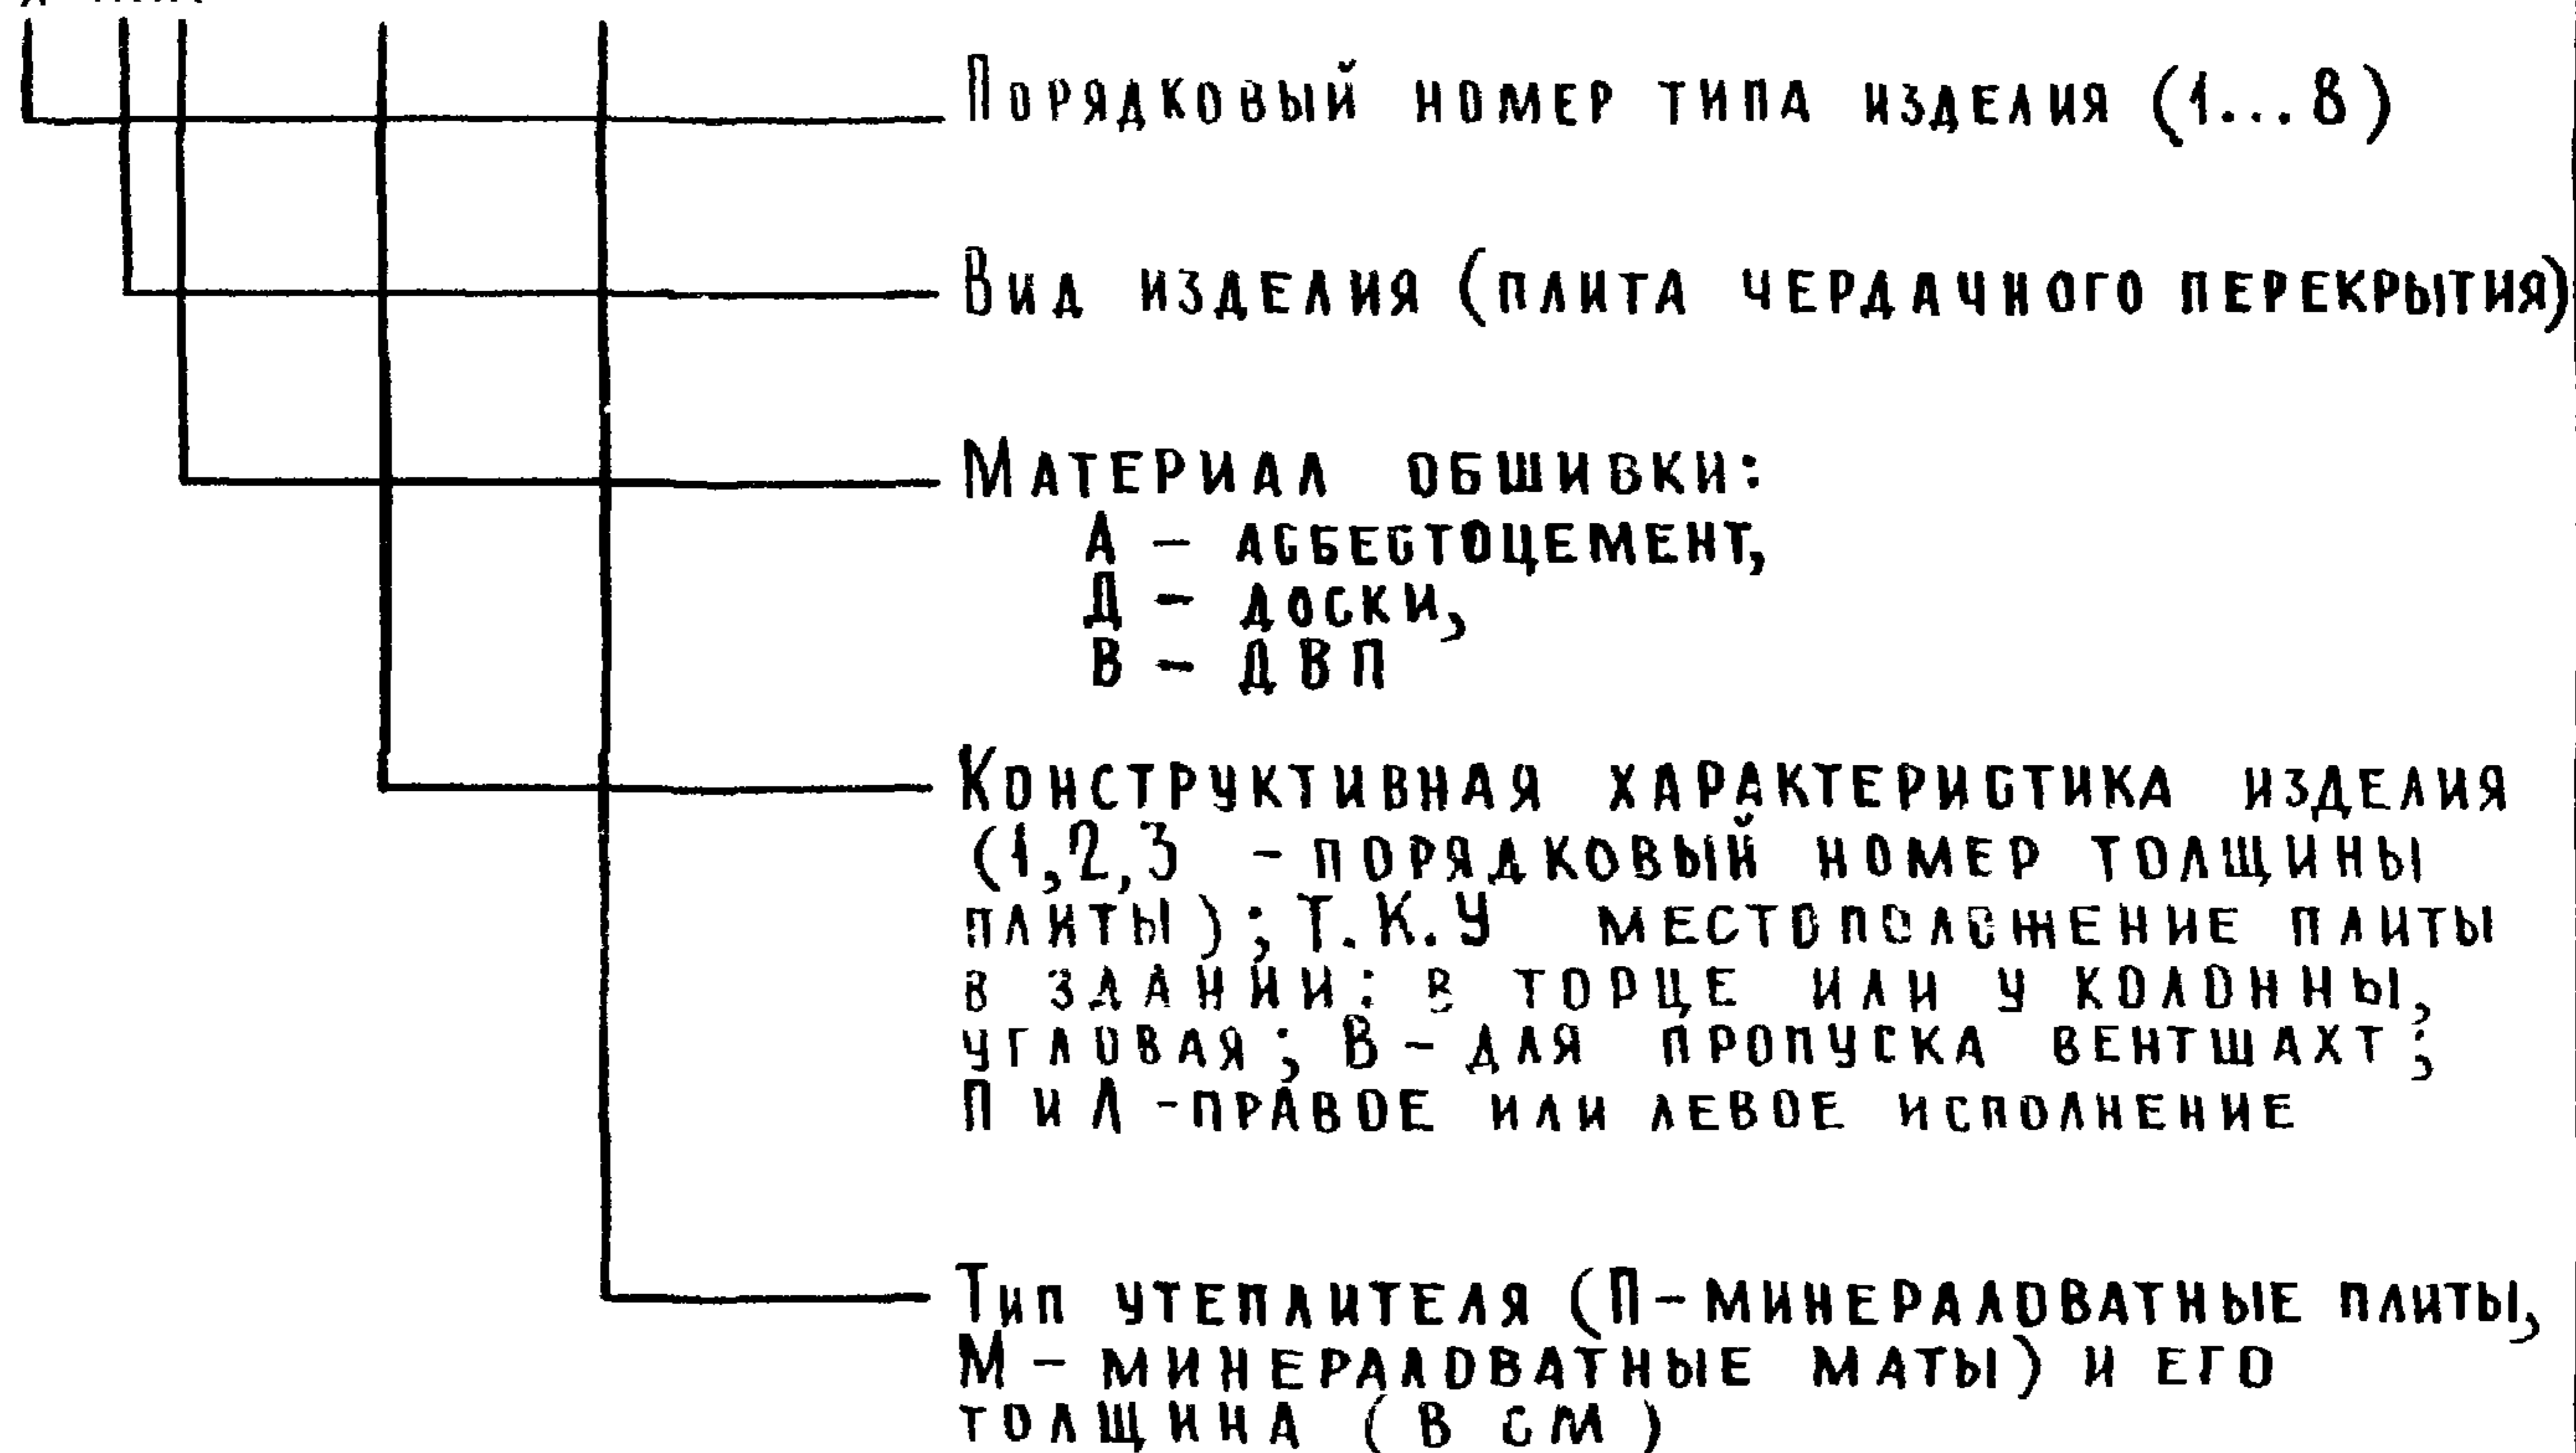 Порядковый номер типа изделия (1...8)
Вид изделия (плита чердачного перекрытия)
Материал обшивки:
А – асбестоцемент,
Д – доски,
В – ДВП
Конструктивная характеристика изделия
(1,2,3 – порядковый номер толщины
плиты); Т.К.У местоположение плиты
в здании: в торце или у колонны,
угловая; В – для пропуска вентшахт;
П и Л – правое или левое исполнение
Тип утеплителя (П – минераловатные плиты,
М – минераловатные маты) и его
толщина (в см)